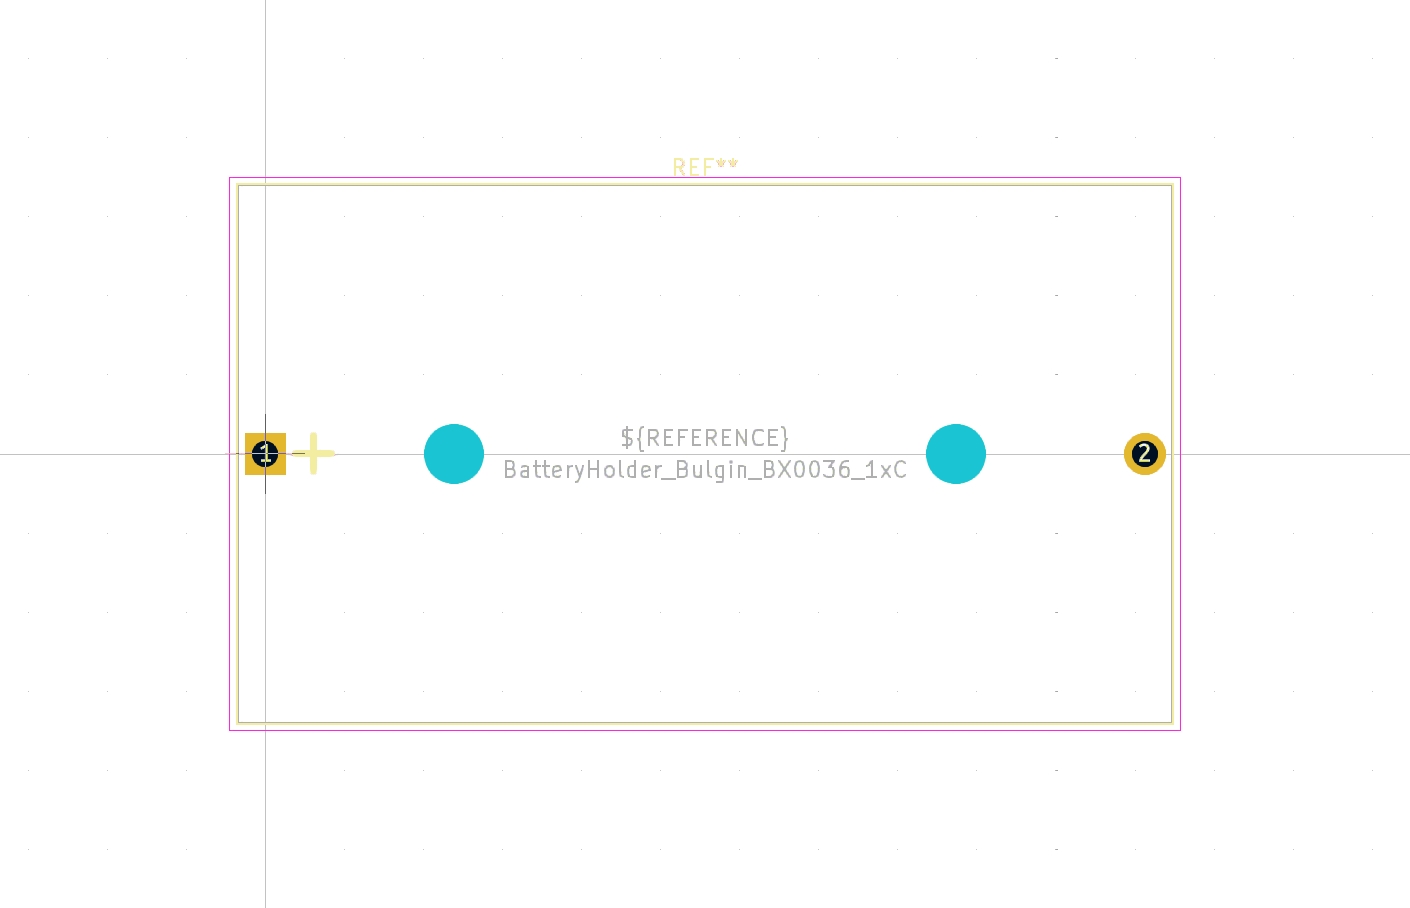 REF**
1 +
${REFERENCE}
BatteryHolder_Bulgin_BX0036_1xC
2